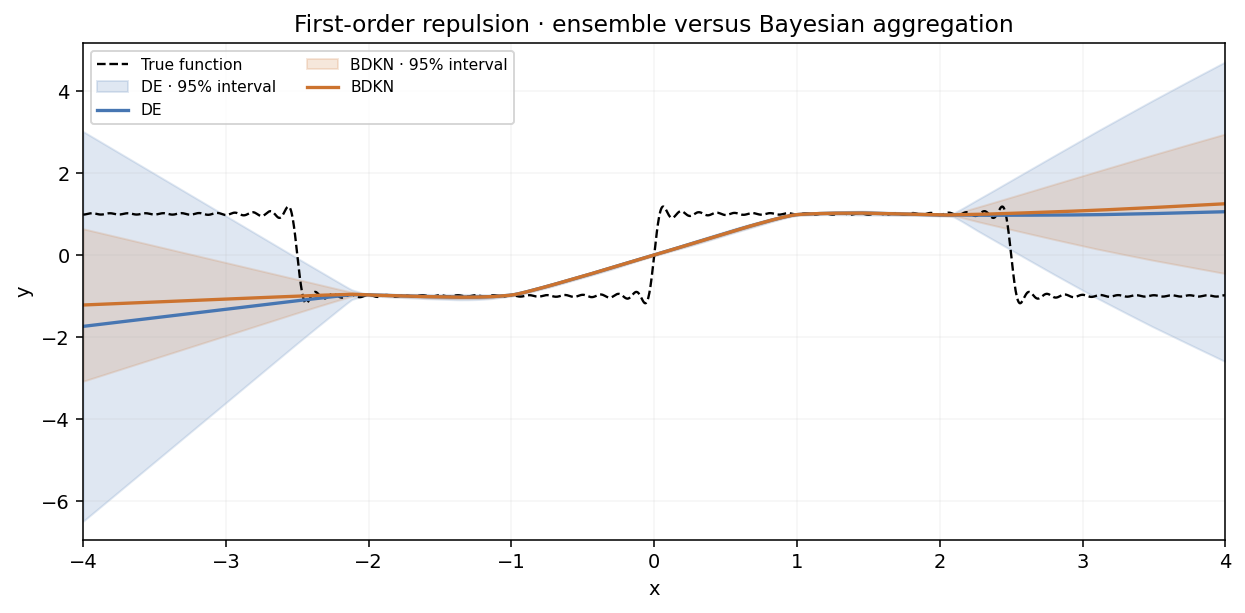 First-order repulsion · ensemble versus Bayesian aggregation
True function
DE · 95% interval
DE
BDKN · 95% interval
BDKN
y
4
2
0
−2
−4
−6
−4 −3 −2 −1 0 1 2 3 4
x